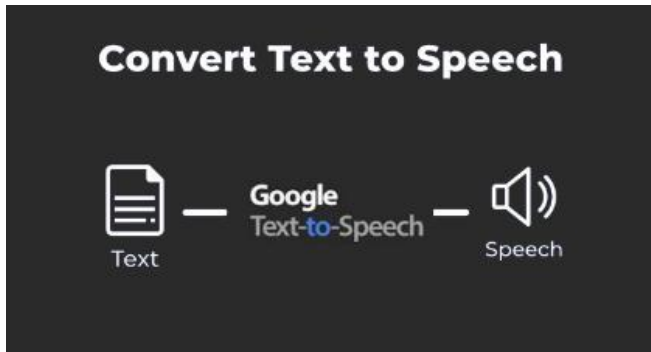 Convert Text to Speech
Google
Text-to-Speech
Text
Speech